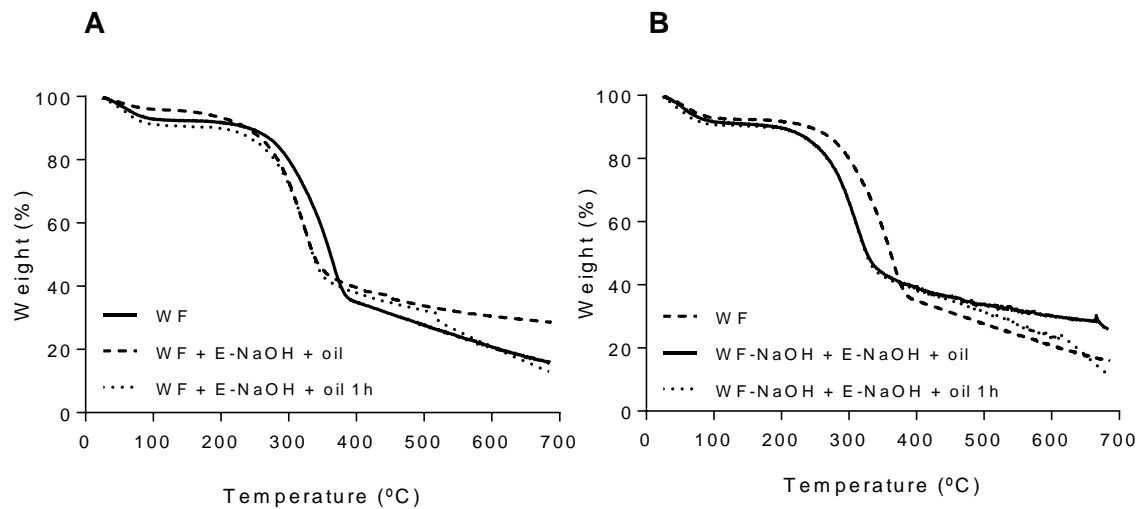 A
100
80
60
40
20
0
Weight (%)
WF
WF + E-NaOH + oil
WF + E-NaOH + oil 1h
0 100 200 300 400 500 600 700
Temperature (ºC)
B
100
80
60
40
20
0
Weight (%)
WF
WF-NaOH + E-NaOH + oil
WF-NaOH + E-NaOH + oil 1h
0 100 200 300 400 500 600 700
Temperature (ºC)